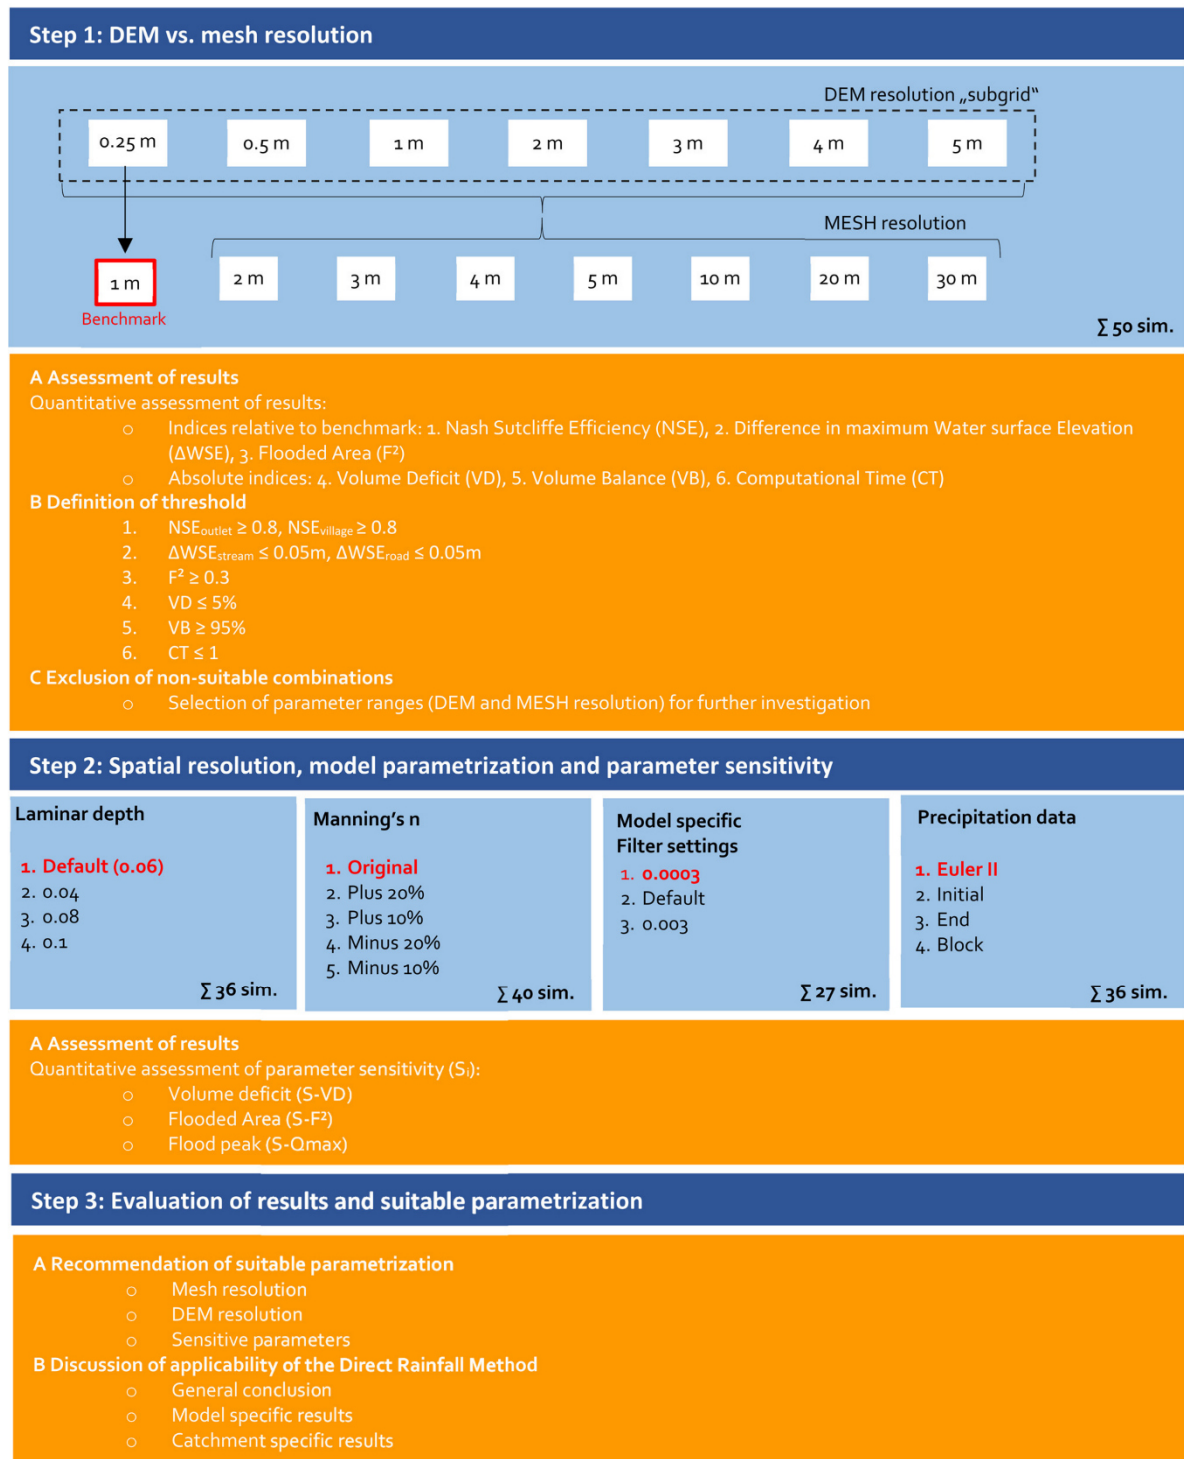 Step 1: DEM vs. mesh resolution
DEM resolution „subgrid“
0.25 m
0.5 m
1 m
2 m
3 m
4 m
5 m
MESH resolution
1 m
2 m
3 m
4 m
5 m
10 m
20 m
30 m
Benchmark
∑ 50 sim.
A Assessment of results
Quantitative assessment of results:
o Indices relative to benchmark: 1. Nash Sutcliffe Efficiency (NSE), 2. Difference in maximum Water surface Elevation
(ΔWSE), 3. Flooded Area (F²)
o Absolute indices: 4. Volume Deficit (VD), 5. Volume Balance (VB), 6. Computational Time (CT)
B Definition of threshold
1. NSEoutlet ≥ 0.8, NSEvillage ≥ 0.8
2. ΔWSEstream ≤ 0.05m, ΔWSEroad ≤ 0.05m
3. F² ≥ 0.3
4. VD ≤ 5%
5. VB ≥ 95%
6. CT ≤ 1
C Exclusion of non-suitable combinations
o Selection of parameter ranges (DEM and MESH resolution) for further investigation
Step 2: Spatial resolution, model parametrization and parameter sensitivity
Laminar depth
1. Default (0.06)
2. 0.04
3. 0.08
4. 0.1
∑ 36 sim.
Manning's n
1. Original
2. Plus 20%
3. Plus 10%
4. Minus 20%
5. Minus 10%
∑ 40 sim.
Model specific
Filter settings
1. 0.0003
2. Default
3. 0.003
∑ 27 sim.
Precipitation data
1. Euler II
2. Initial
3. End
4. Block
∑ 36 sim.
A Assessment of results
Quantitative assessment of parameter sensitivity (Si):
o Volume deficit (S-VD)
o Flooded Area (S-F²)
o Flood peak (S-Qmax)
Step 3: Evaluation of results and suitable parametrization
A Recommendation of suitable parametrization
o Mesh resolution
o DEM resolution
o Sensitive parameters
B Discussion of applicability of the Direct Rainfall Method
o General conclusion
o Model specific results
o Catchment specific results